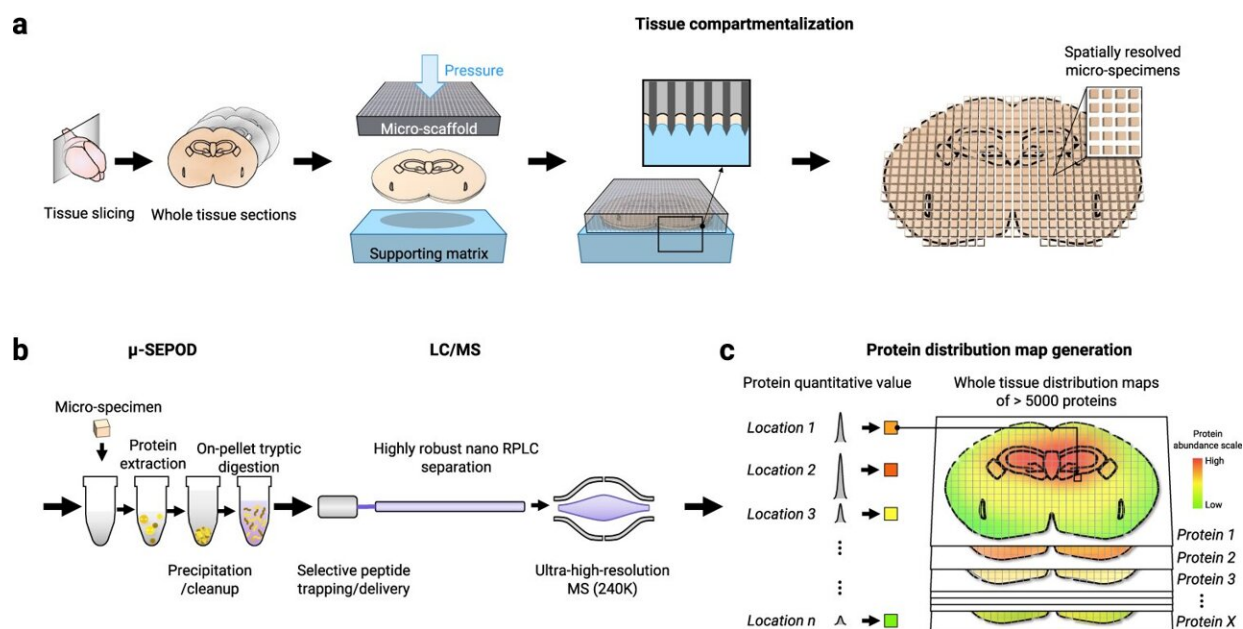 a
Tissue compartmentalization
Pressure
Micro-scaffold
Supporting matrix
Tissue slicing
Whole tissue sections
Spatially resolved
micro-specimens
b
μ-SEPOD
LC/MS
Micro-specimen
Protein
extraction
On-pellet tryptic
digestion
Precipitation
/cleanup
Highly robust nano RPLC
separation
Selective peptide
trapping/delivery
Ultra-high-resolution
MS (240K)
c
Protein distribution map generation
Protein quantitative value
Whole tissue distribution maps
of > 5000 proteins
Location 1
Location 2
Location 3
Location n
Protein
abundance scale
High
Low
Protein 1
Protein 2
Protein 3
Protein X